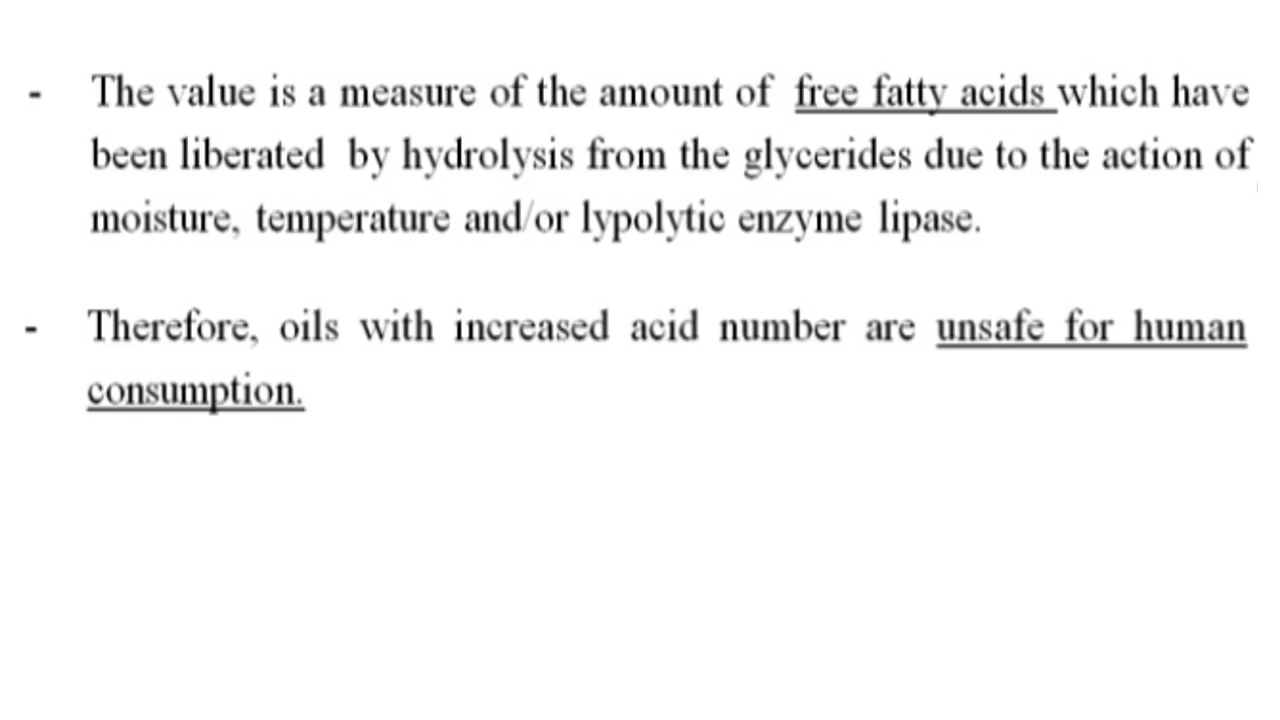 - The value is a measure of the amount of free fatty acids which have
been liberated by hydrolysis from the glycerides due to the action of
moisture, temperature and/or lypolytic enzyme lipase.
- Therefore, oils with increased acid number are unsafe for human
consumption.